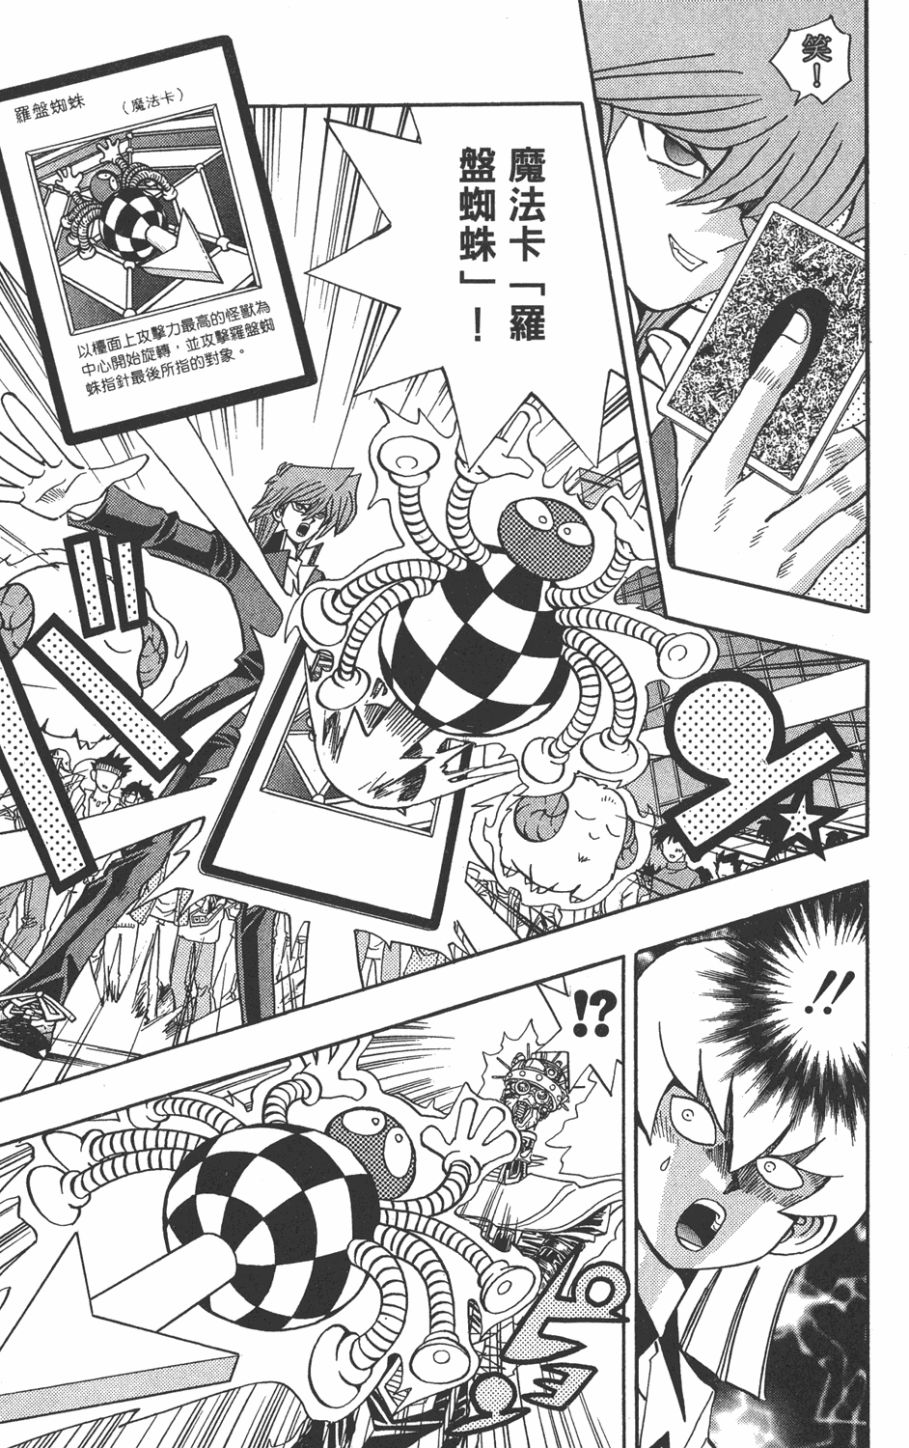 笑！
魔法卡「羅
盤蜘蛛」！
羅盤蜘蛛（魔法卡）
以檯面上攻擊力最高的怪獸為
中心開始旋轉，並攻擊羅盤蜘
蛛指針最後所指的對象。
バッ
!!
!?